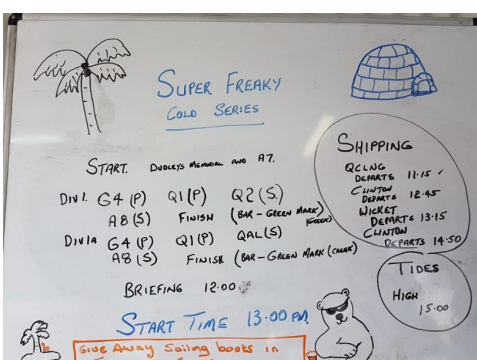 SUPER FREAKY
COLD SERIES
START. DUDLEYS MEMORIAL AND A7.
DIV 1. G4 (P) Q1 (P) Q2 (S.)
A8 (S) FINISH (BAR-GREEN MARK)
(CREEK)
DIV 1A G4 (P) Q1 (P) QAL (S)
A8 (S) FINISH (BAR-GREEN MARK (CREEK)
BRIEFING 12.00
START TIME 13.00 PM.
Give Away Sailing books in
SHIPPING
QCLNG
DEPARTS 11.15
CLINTON
DEPARTS 12.45
WICKET
DEPARTS 13.15
CLINTON
DEPARTS 14.50
TIDES
HIGH
15.00